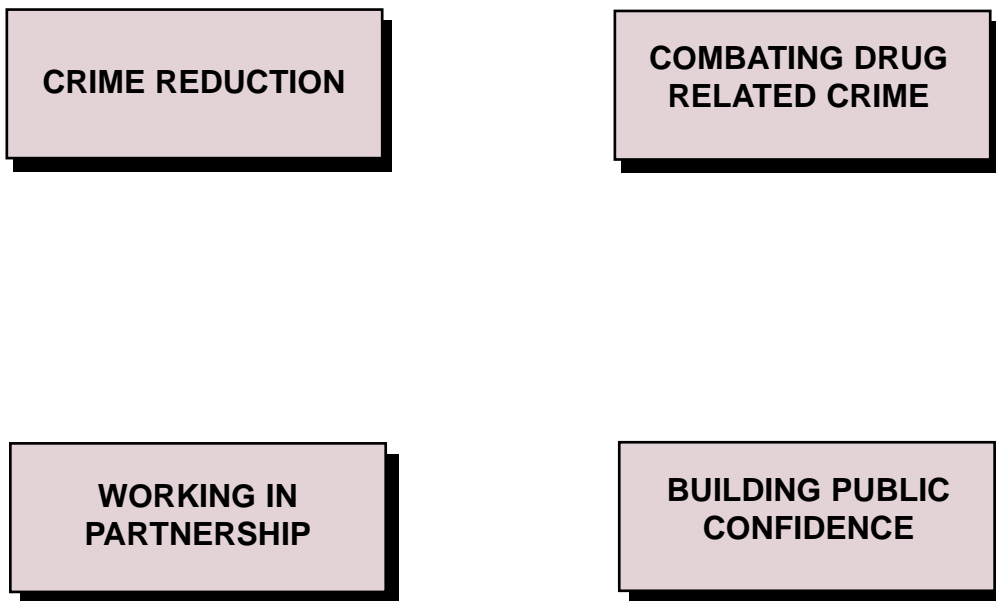 CRIME REDUCTION
COMBATING DRUG
RELATED CRIME
WORKING IN
PARTNERSHIP
BUILDING PUBLIC
CONFIDENCE